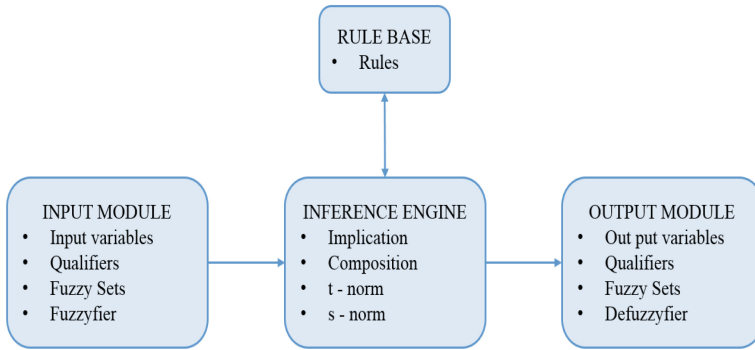 RULE BASE
• Rules
INPUT MODULE
• Input variables
• Qualifiers
• Fuzzy Sets
• Fuzzyfier
INFERENCE ENGINE
• Implication
• Composition
• t - norm
• s - norm
OUTPUT MODULE
• Out put variables
• Qualifiers
• Fuzzy Sets
• Defuzzyfier